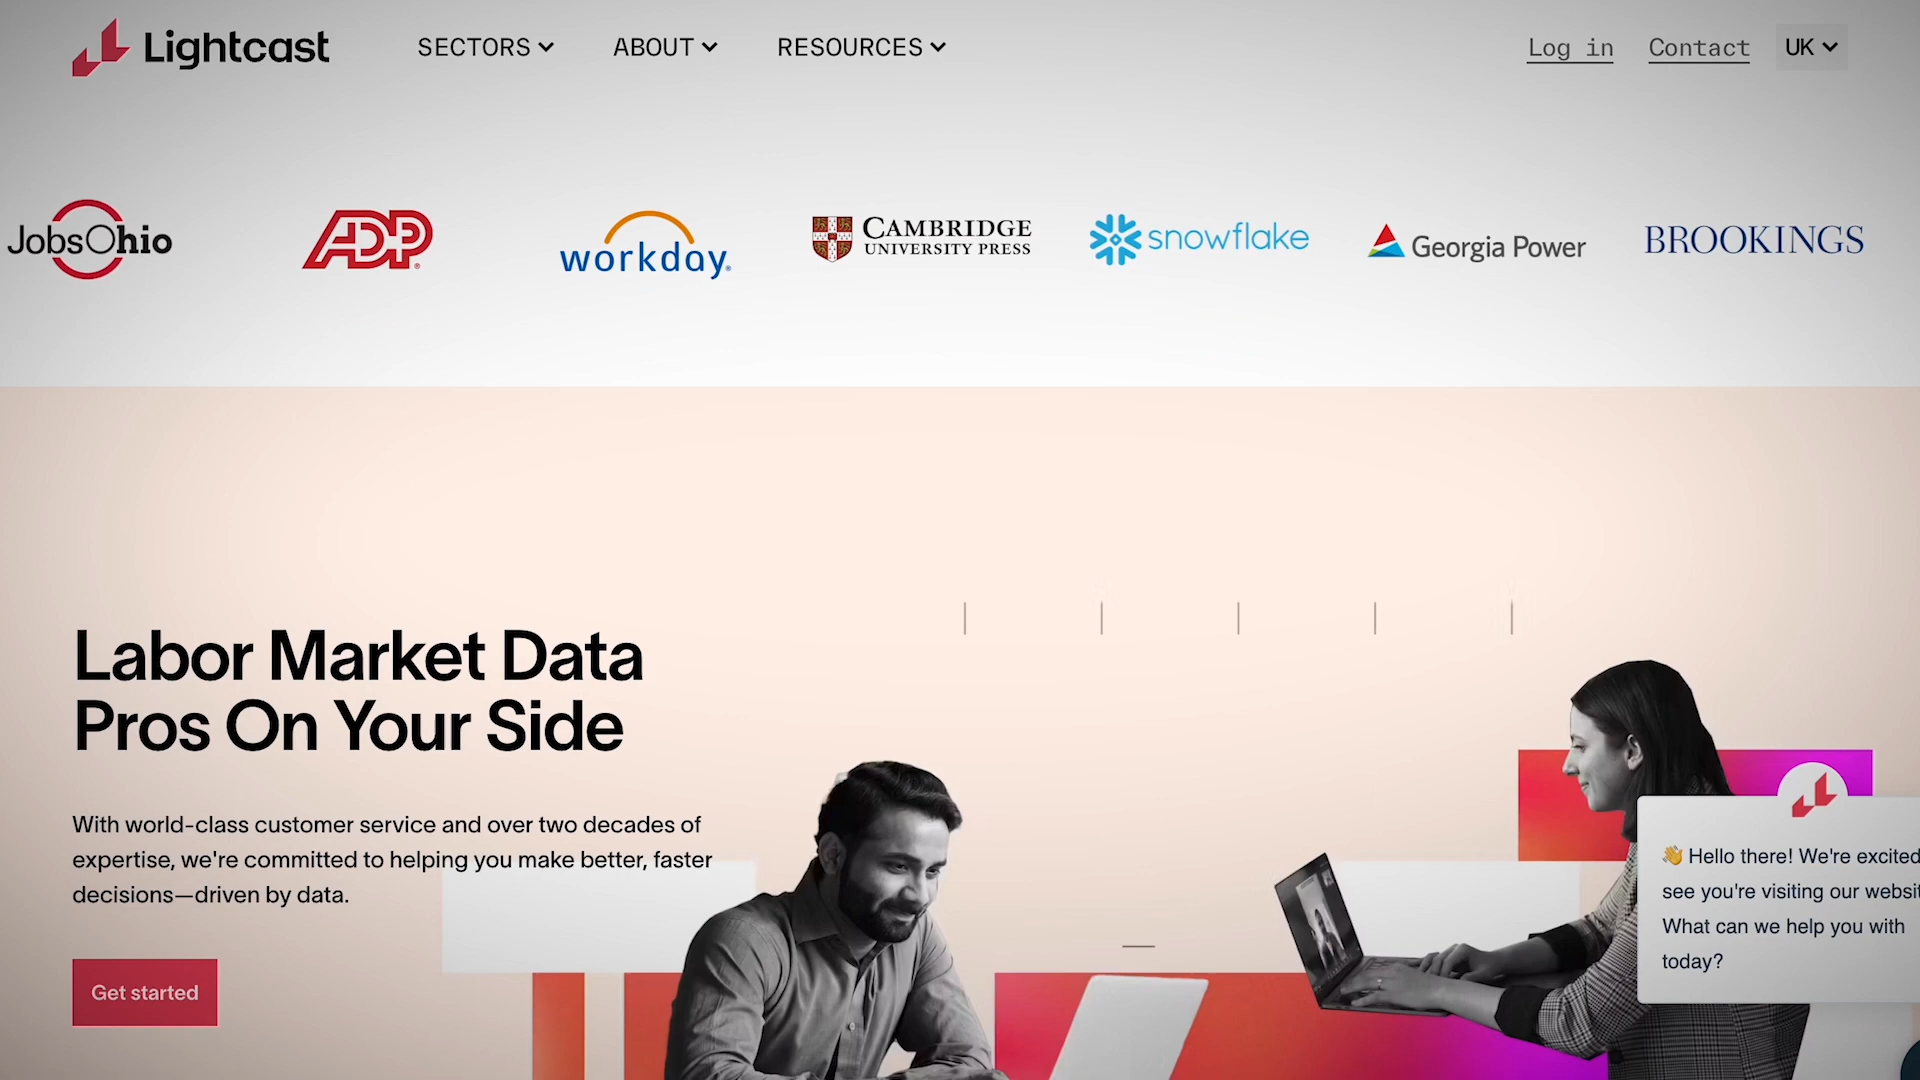 Lightcast
SECTORS
ABOUT
RESOURCES
Log in
Contact
UK
JobsOhio
ADP
workday
CAMBRIDGE
UNIVERSITY PRESS
snowflake
Georgia Power
BROOKINGS
Labor Market Data
Pros On Your Side
With world-class customer service and over two decades of
expertise, we're committed to helping you make better, faster
decisions—driven by data.
Get started
👋 Hello there! We're excited
see you're visiting our
What can we help you with
today?